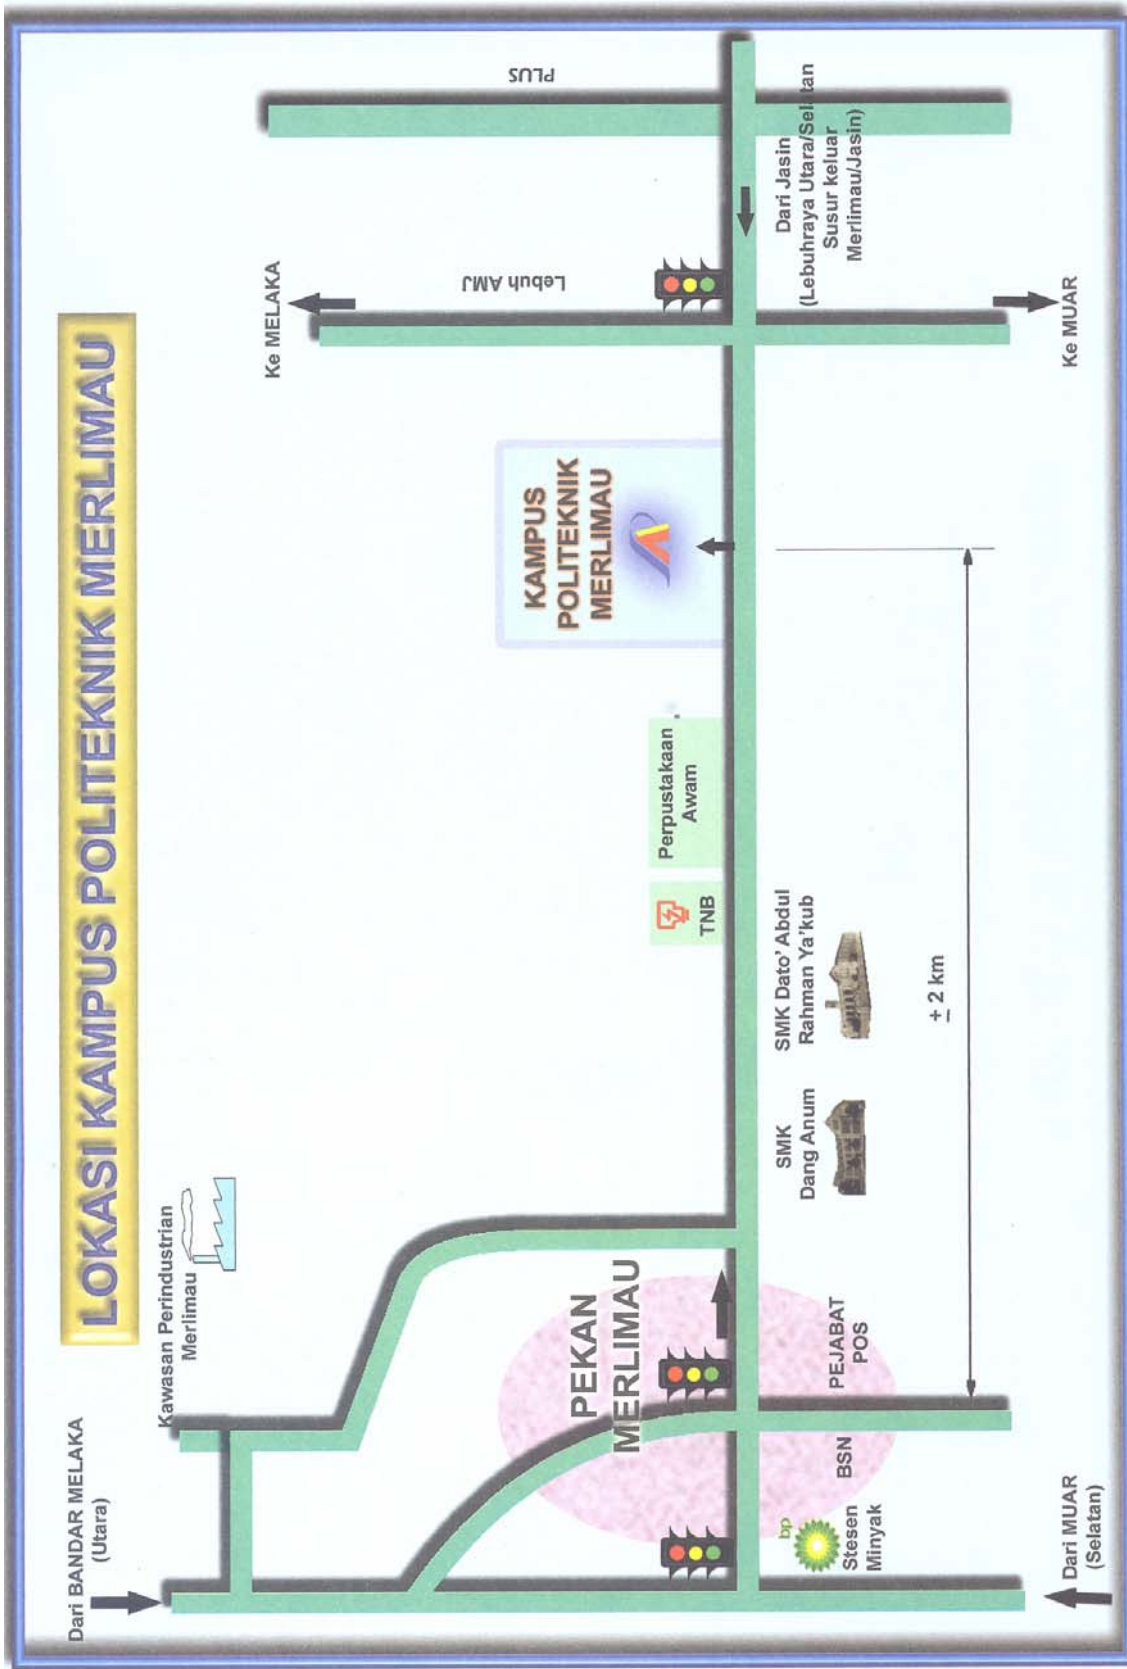 LOKASI KAMPUS POLITEKNIK MERLIMAU
Dari BANDAR MELAKA
(Utara)
Kawasan Perindustrian
Merlimau
Ke MELAKA
PLUS
Lebuh AMJ
KAMPUS
POLITEKNIK
MERLIMAU
PEKAN
MERLIMAU
TNB
Perpustakaan
Awam
bp
Stesen
Minyak
BSN
PEJABAT
POS
SMK
Dang Anum
SMK Dato' Abdul
Rahman Ya'kub
Dari Jasin
(Lebuhraya Utara/Selatan
Susur keluar
Merlimau/Jasin)
± 2 km
Dari MUAR
(Selatan)
Ke MUAR